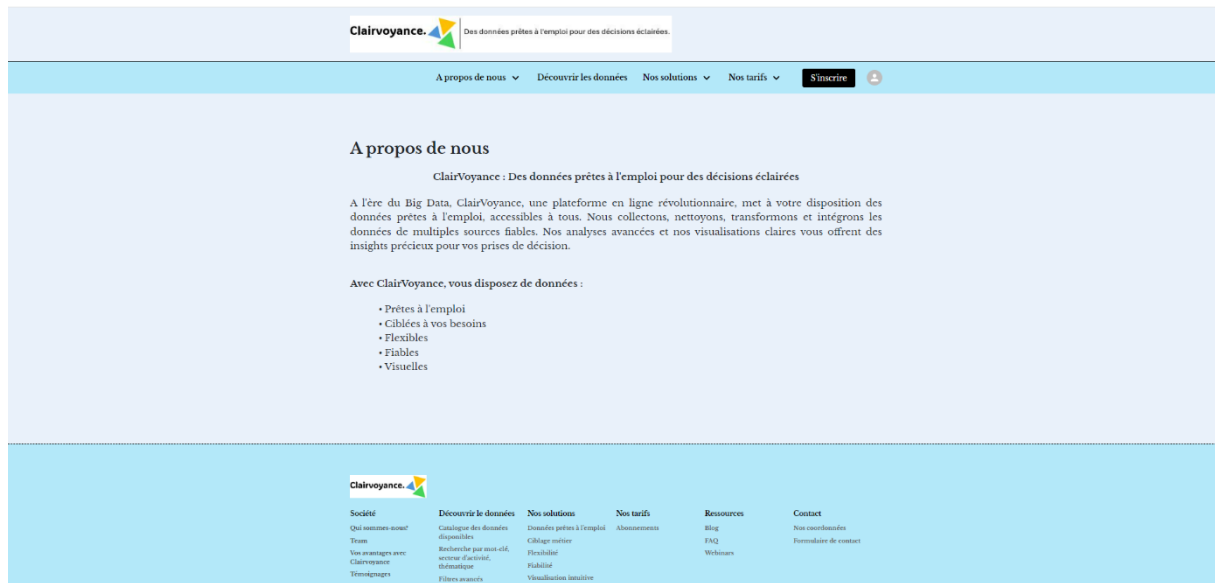 Clairvoyance.
Des données prêtes à l'emploi pour des décisions éclairées.
A propos de nous Découvrir les données Nos solutions Nos tarifs S'inscrire
A propos de nous
ClairVoyance : Des données prêtes à l'emploi pour des décisions éclairées
A l'ère du Big Data, ClairVoyance, une plateforme en ligne révolutionnaire, met à votre disposition des
données prêtes à l'emploi, accessibles à tous. Nous collectons, nettoyons, transformons et intégrons les
données de multiples sources fiables. Nos analyses avancées et nos visualisations claires vous offrent des
insights précieux pour vos prises de décision.
Avec ClairVoyance, vous disposez de données :
• Prêtes à l'emploi
• Ciblées à vos besoins
• Flexibles
• Fiables
• Visuelles
Clairvoyance.
Société
Qui sommes-nous?
Team
Vos avantages avec
Clairvoyance
Témoignages
Découvrir le données
Catalogue des données
disponibles
Recherche par mot-clé,
secteur d'activité,
thématique
Filtres avancés
Nos solutions
Données prêtes à l'emploi
Ciblage métier
Flexibilité
Fiabilité
Visualisation intuitive
Nos tarifs
Abonnements
Ressources
Blog
FAQ
Webinars
Contact
Nos coordonnées
Formulaire de contact